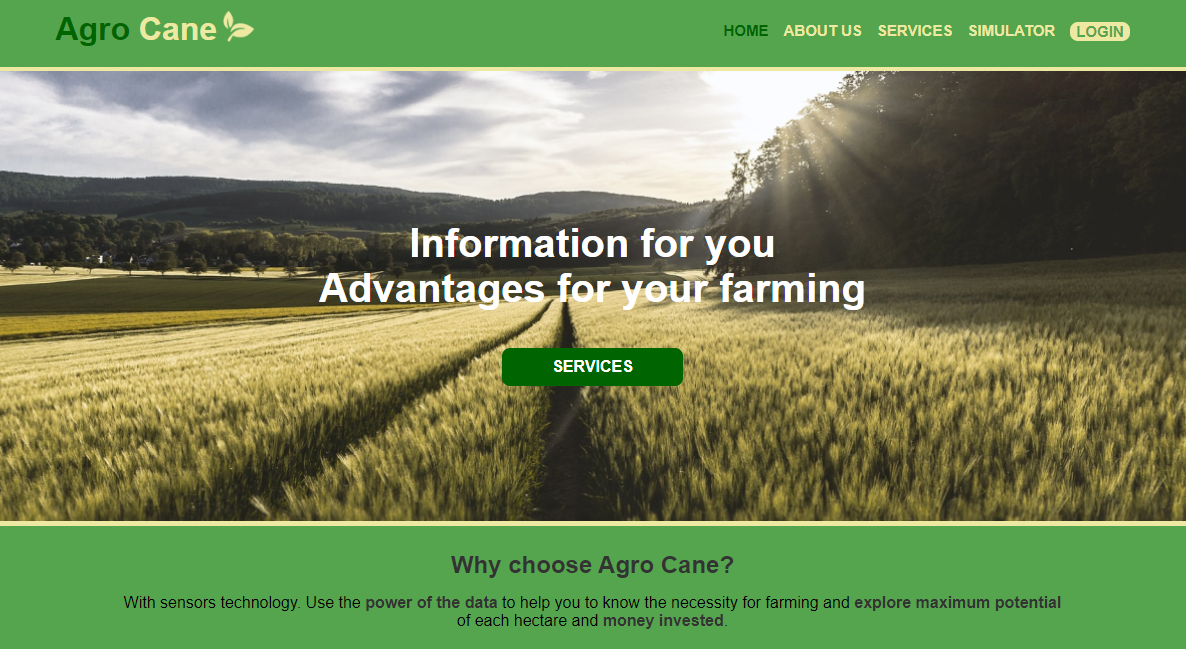 Agro Cane
HOME ABOUT US SERVICES SIMULATOR LOGIN
Information for you
Advantages for your farming
SERVICES
Why choose Agro Cane?
With sensors technology. Use the power of the data to help you to know the necessity for farming and explore maximum potential
of each hectare and money invested.